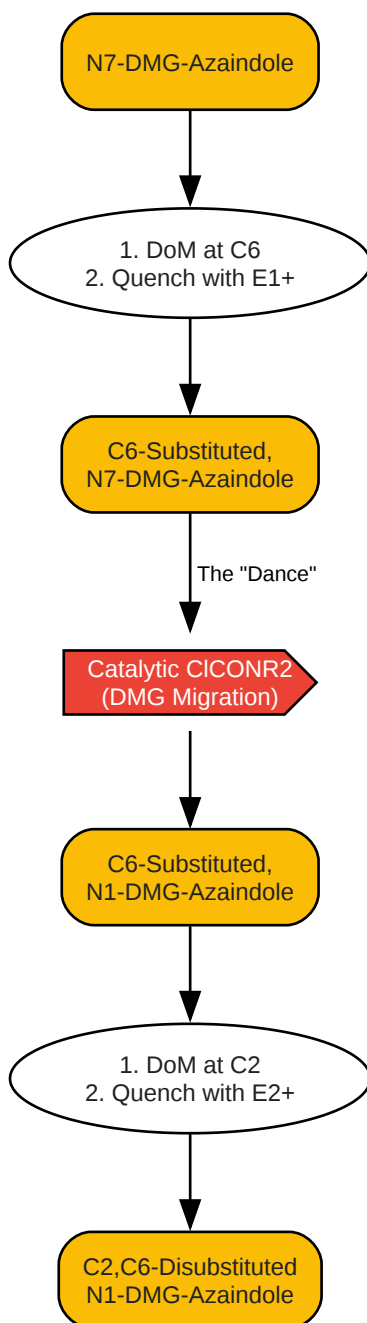 N7-DMG-Azaindole
1. DoM at C6
2. Quench with E1+
C6-Substituted,
N7-DMG-Azaindole
The "Dance"
Catalytic ClCONR2
(DMG Migration)
C6-Substituted,
N1-DMG-Azaindole
1. DoM at C2
2. Quench with E2+
C2,C6-Disubstituted
N1-DMG-Azaindole